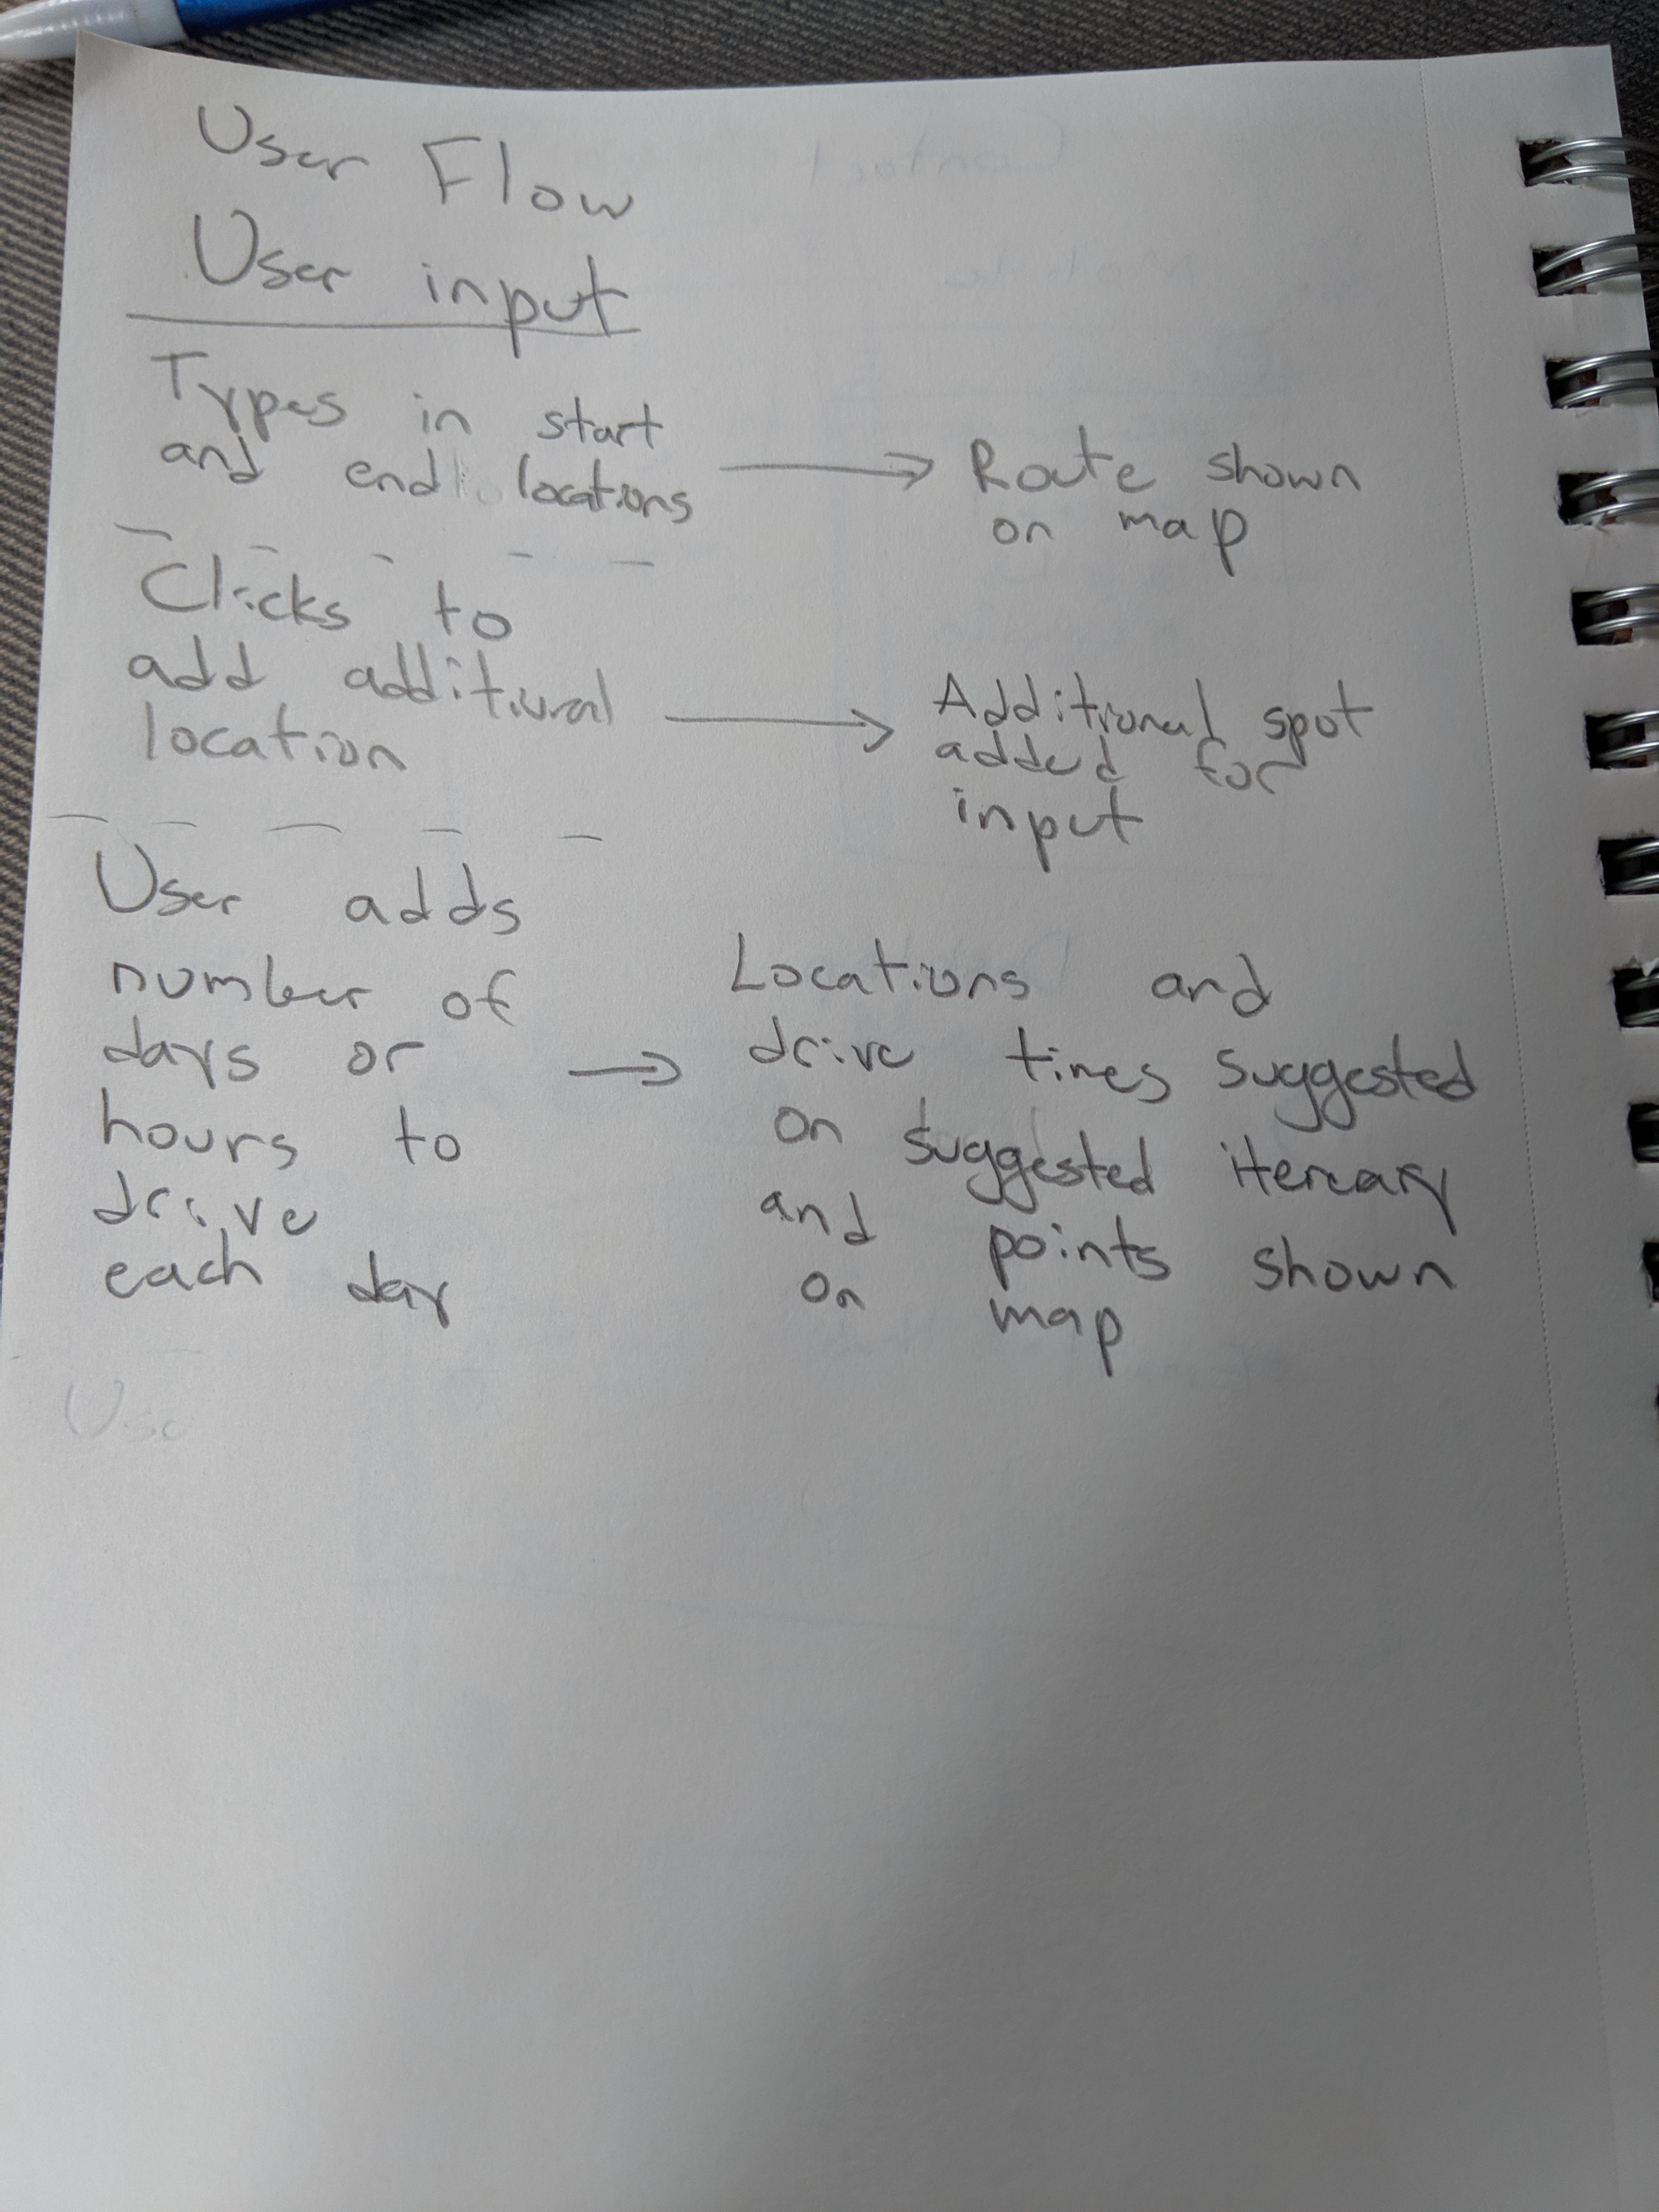 User Flow
User input
Types in start
and end locations
→ Route shown
on map
Clicks to
add additional
location
→ Additional spot
added for
input
User adds
number of
days or
hours to
drive
each day
→ Locations and
drive times suggested
on suggested itereary
and points shown
on map